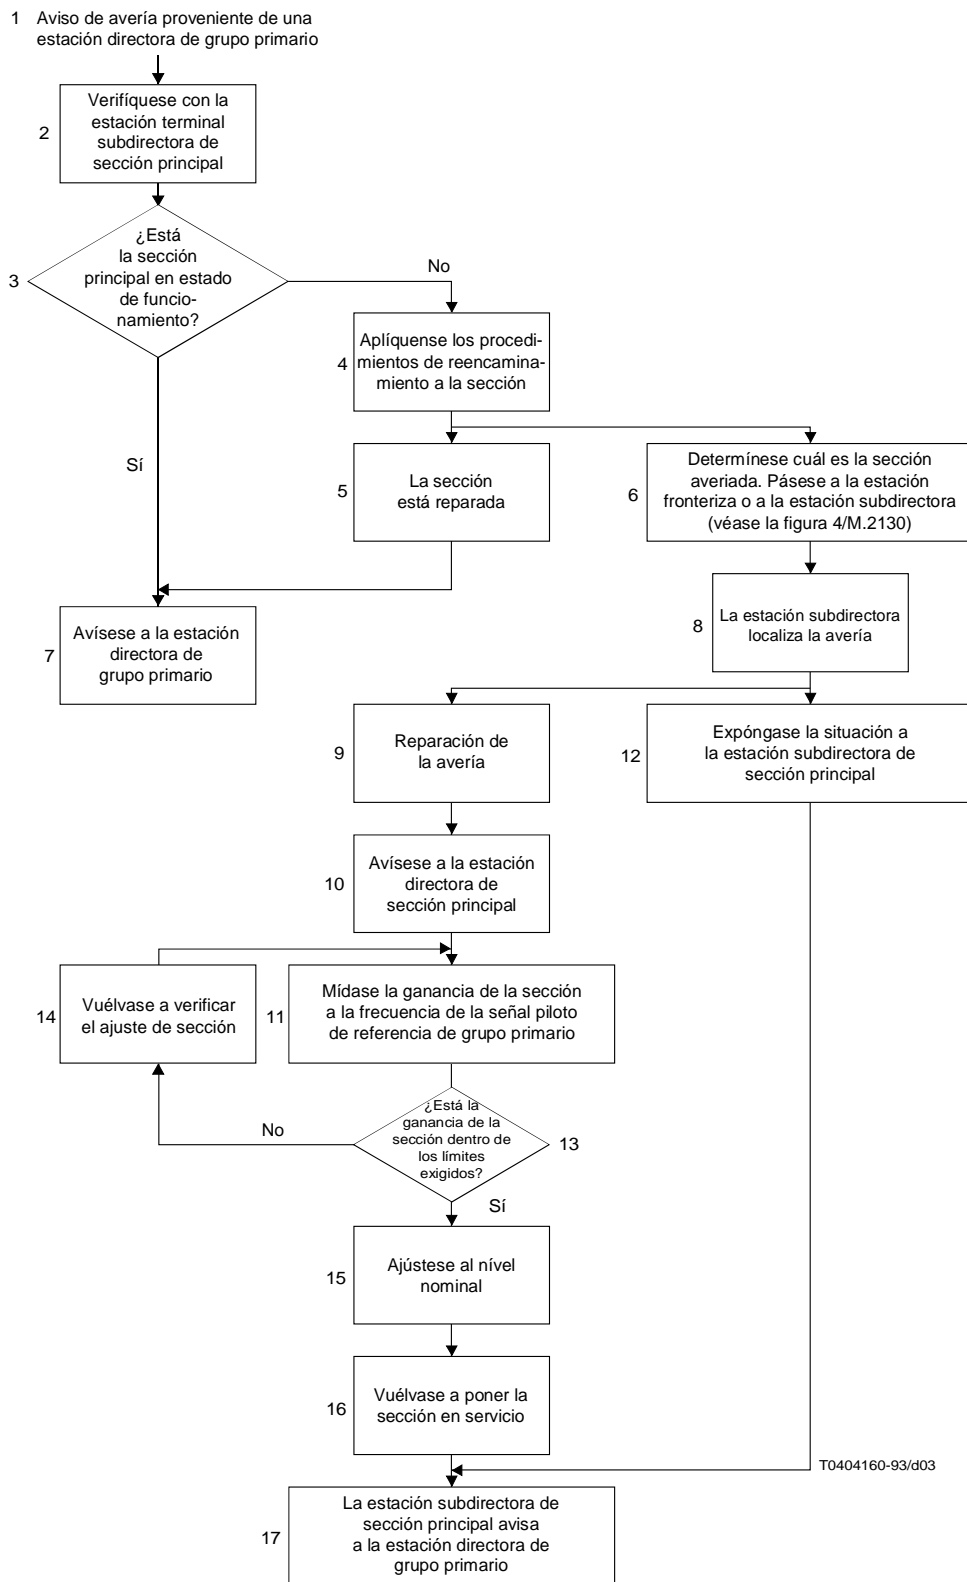 1 Aviso de avería proveniente de una
estación directora de grupo primario
2
Verifíquese con la
estación terminal
subdirectora de
sección principal
3
¿Está
la sección
principal en estado
de funcio-
namiento?
No
Sí
4
Aplíquense los procedi-
mientos de reencamina-
miento a la sección
5
La sección
está reparada
6
Determínese cuál es la sección
averiada. Pásese a la estación
fronteriza o a la estación subdirectora
(véase la figura 4/M.2130)
7
Avísese a la estación
directora de
grupo primario
8
La estación subdirectora
localiza la avería
9
Reparación de
la avería
12
Expóngase la situación a
la estación subdirectora de
sección principal
10
Avísese a la estación
directora de
sección principal
14
Vuélvase a verificar
el ajuste de sección
11
Mídase la ganancia de la sección
a la frecuencia de la señal piloto
de referencia de grupo primario
No
¿Está la
ganancia de la
sección dentro de
los límites
exigidos?
13
Sí
15
Ajústese al nível
nominal
16
Vuélvase a poner la
sección en servicio
T0404160-93/d03
17
La estación subdirectora de
sección principal avisa
a la estación directora de
grupo primario